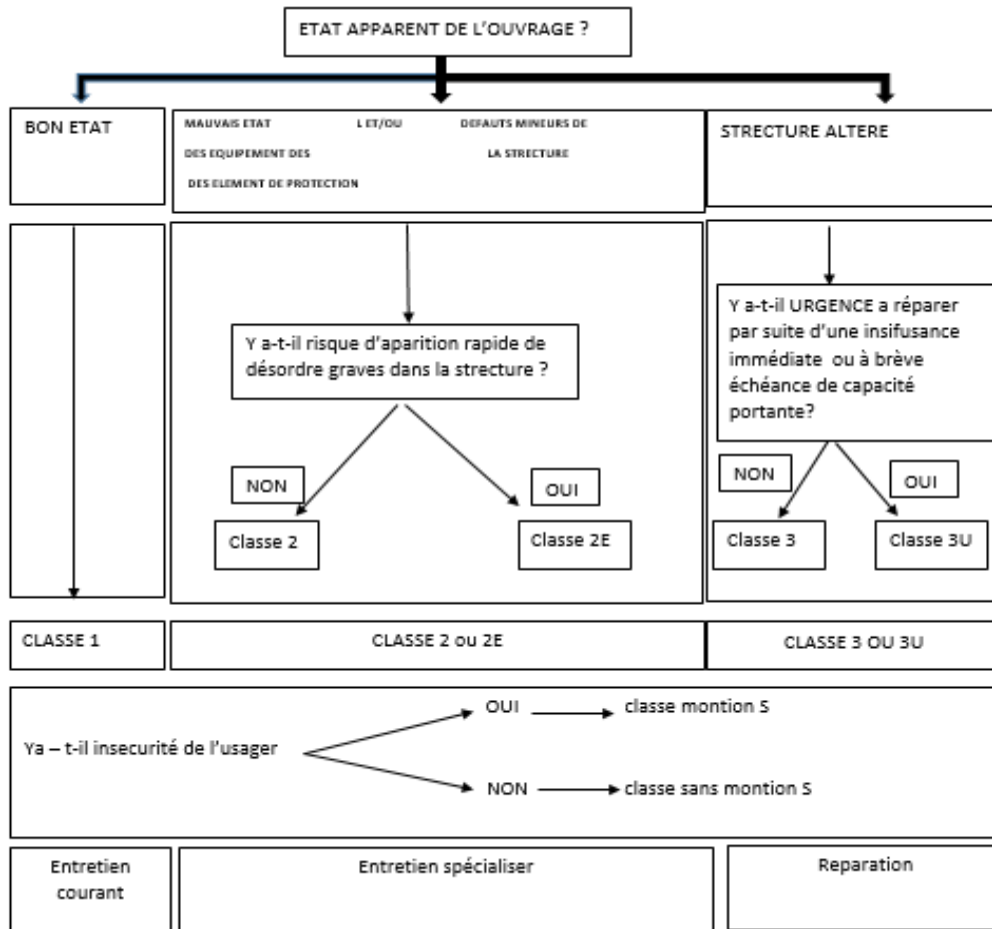 ETAT APPARENT DE L'OUVRAGE ?
BON ETAT
MAUVAIS ETAT L ET/OU DEFAUTS MINEURS DE
DES EQUIPEMENT DES LA STRECTURE
DES ELEMENT DE PROTECTION
STRECTURE ALTERE
Y a-t-il risque d'aparition rapide de
désordre graves dans la strecture ?
NON
OUI
Classe 2
Classe 2E
Y a-t-il URGENCE a réparer
par suite d'une insifusance
immédiate ou à brève
échéance de capacité
portante?
NON
OUI
Classe 3
Classe 3U
CLASSE 1
CLASSE 2 ou 2E
CLASSE 3 OU 3U
Ya – t-il insecurité de l'usager
OUI
classe montion S
NON
classe sans montion S
Entretien
courant
Entretien spécialiser
Reparation